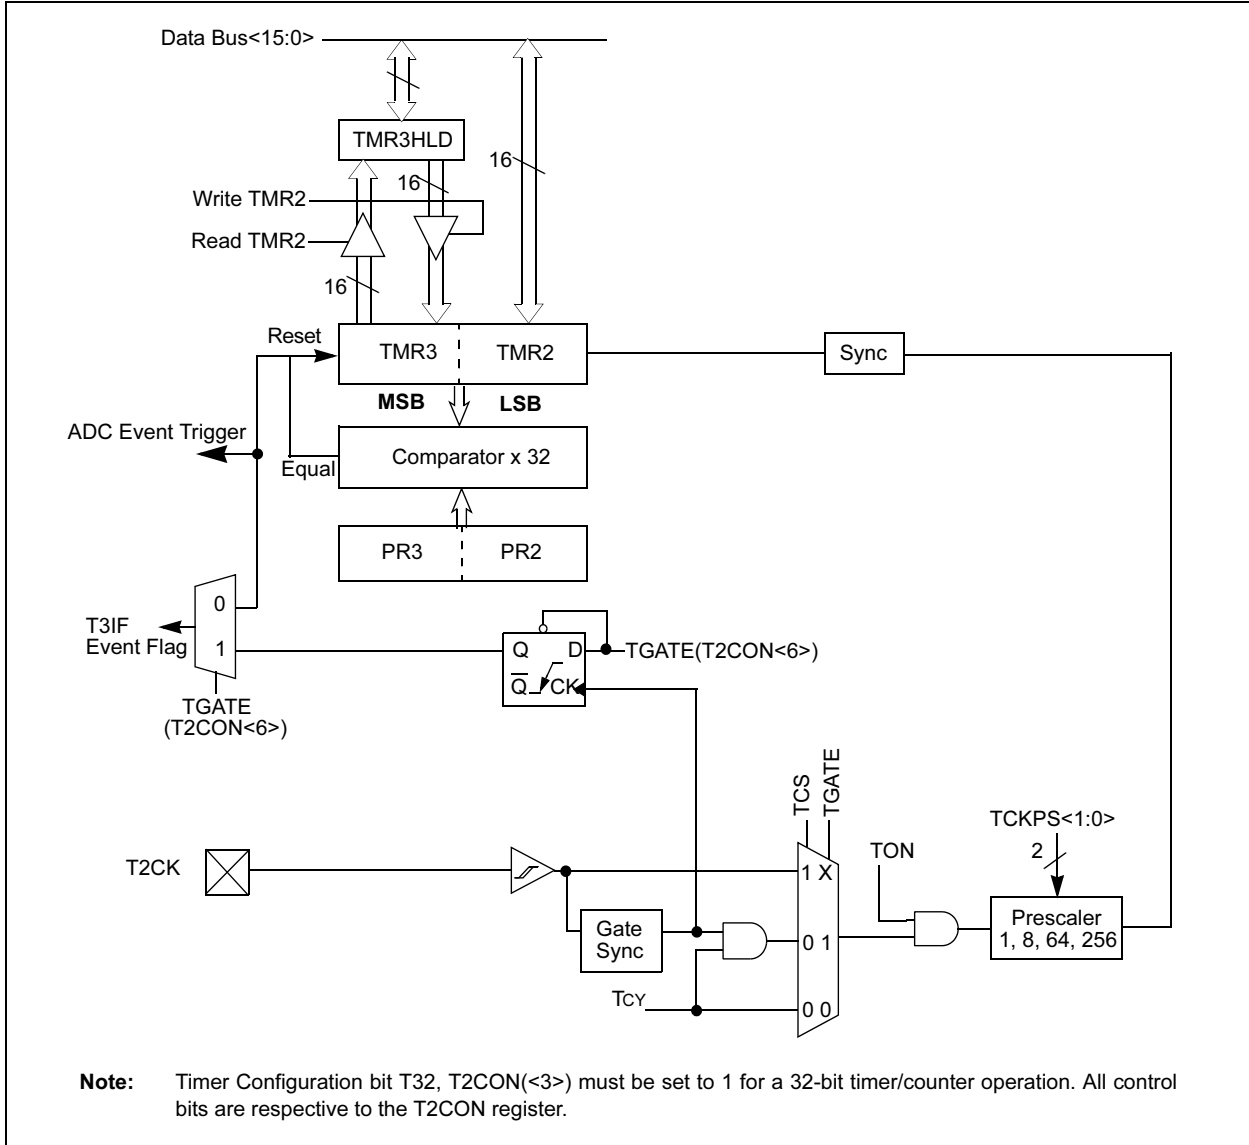 Data Bus<15:0>
TMR3HLD
16
16
Write TMR2
Read TMR2
16
Reset
TMR3
TMR2
Sync
MSB
LSB
ADC Event Trigger
Equal
Comparator x 32
PR3
PR2
0
T3IF
Event Flag
1
Q
D
TGATE(T2CON<6>)
Q
CK
TGATE
(T2CON<6>)
TCS
TGATE
TCKPS<1:0>
2
TON
T2CK
1 X
Prescaler
1, 8, 64, 256
Gate
Sync
0 1
TCY
0 0
Note: Timer Configuration bit T32, T2CON(<3>) must be set to 1 for a 32-bit timer/counter operation. All control
bits are respective to the T2CON register.